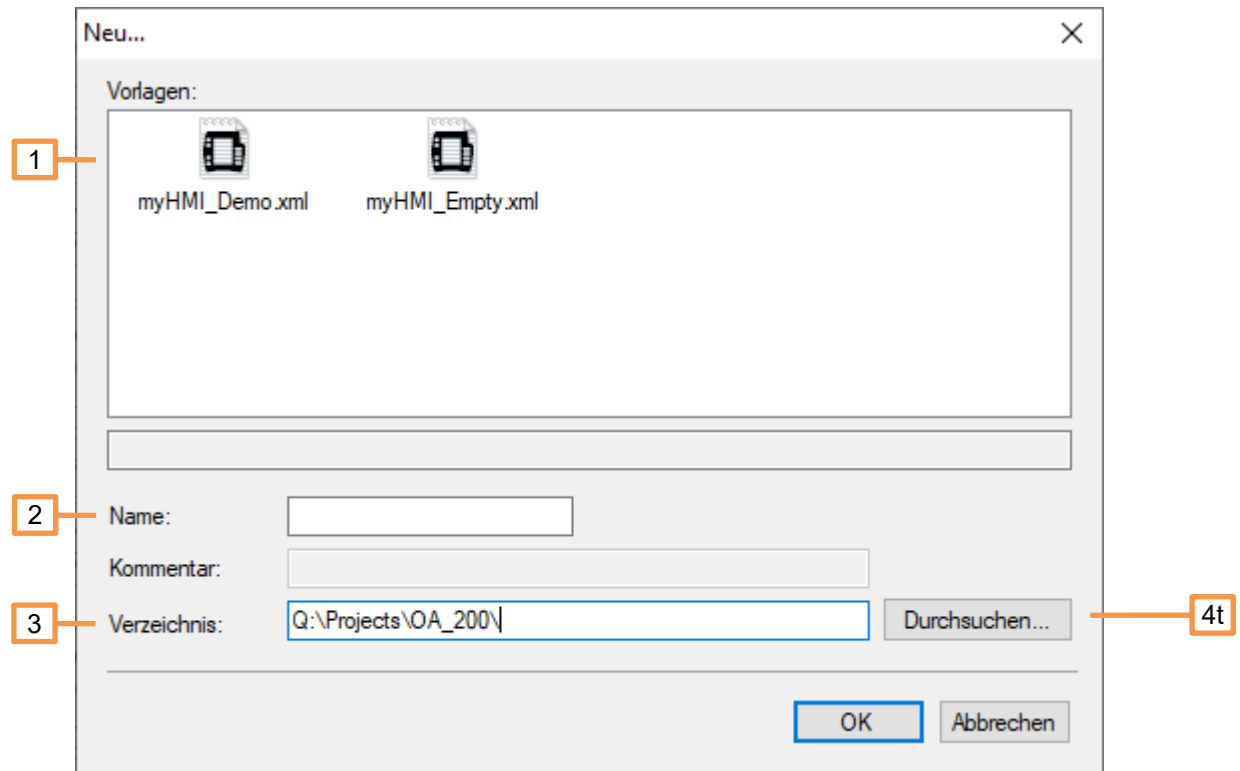 Neu...
Vorlagen:
1
myHMI_Demo.xml myHMI_Empty.xml
2 Name:
Kommentar:
3 Verzeichnis: Q:\Projects\OA_200\ Durchsuchen... 4t
OK Abbrechen